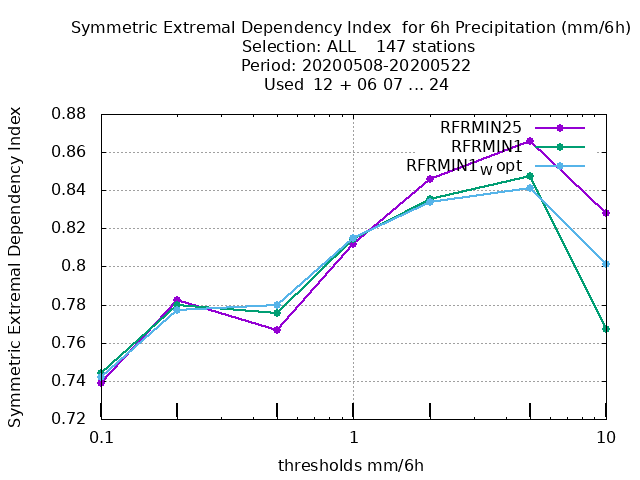 Symmetric Extremal Dependency Index for 6h Precipitation (mm/6h)
Selection: ALL 147 stations
Period: 20200508-20200522
Used 12 + 06 07 ... 24
Symmetric Extremal Dependency Index
0.88
0.86
0.84
0.82
0.8
0.78
0.76
0.74
0.72
RFRMIN25
RFRMIN1
RFRMIN1W opt
0.1 1 10
thresholds mm/6h